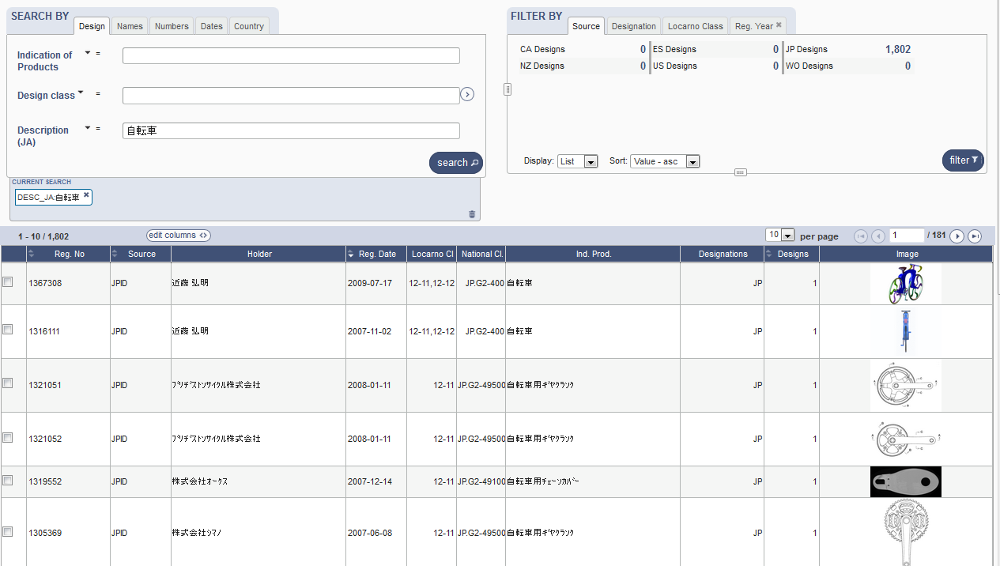 SEARCH BY
Design Names Numbers Dates Country
Indication of
Products =
Design class =
Description
(JA) = 自転車
search
CURRENT SEARCH
DESC_JA:自転車
FILTER BY
Source Designation Locarno Class Reg. Year
CA Designs 0 ES Designs 0 JP Designs 1,802
NZ Designs 0 US Designs 0 WO Designs 0
Display: List Sort: Value - asc filter
1 - 10 / 1,802 edit columns 10 per page 1 / 181
Reg. No Source Holder Reg. Date Locarno Cl National Cl. Ind. Prod. Designations Designs Image
1367308 JPID 近藤 弘明 2009-07-17 12-11,12-12 JP.G2-400 自転車 JP 1
1316111 JPID 近藤 弘明 2007-11-02 12-11,12-12 JP.G2-400 自転車 JP 1
1321051 JPID ﾌﾞﾘﾁﾞｽﾄﾝｻｲｸﾙ株式会社 2008-01-11 12-11 JP.G2-49500 自転車用ｷﾞﾔｸﾗﾝｸ JP 1
1321052 JPID ﾌﾞﾘﾁﾞｽﾄﾝｻｲｸﾙ株式会社 2008-01-11 12-11 JP.G2-49500 自転車用ｷﾞﾔｸﾗﾝｸ JP 1
1319552 JPID 株式会社ｵｰｸｽ 2007-12-14 12-11 JP.G2-49100 自転車用ﾁｪｰﾝｶﾊﾞｰ JP 1
1305369 JPID 株式会社ｼﾏﾉ 2007-06-08 12-11 JP.G2-49500 自転車用ｷﾞﾔｸﾗﾝｸ JP 1